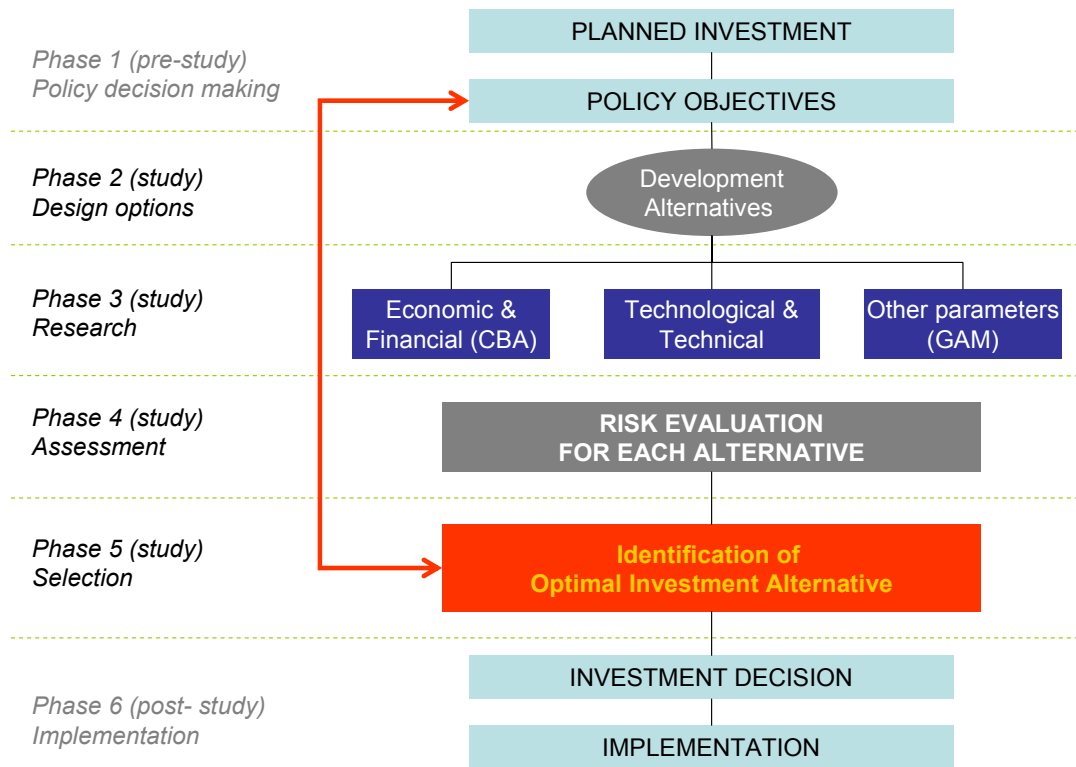 PLANNED INVESTMENT
Phase 1 (pre-study)
Policy decision making
POLICY OBJECTIVES
Phase 2 (study)
Design options
Development
Alternatives
Phase 3 (study)
Research
Economic &
Financial (CBA)
Technological &
Technical
Other parameters
(GAM)
Phase 4 (study)
Assessment
RISK EVALUATION
FOR EACH ALTERNATIVE
Phase 5 (study)
Selection
Identification of
Optimal Investment Alternative
INVESTMENT DECISION
Phase 6 (post- study)
Implementation
IMPLEMENTATION